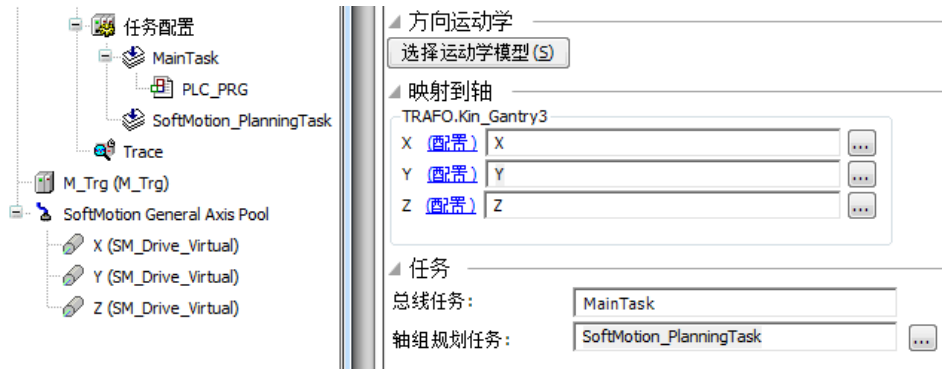 任务配置
MainTask
PLC_PRG
SoftMotion_PlanningTask
Trace
M_Trg (M_Trg)
SoftMotion General Axis Pool
X (SM_Drive_Virtual)
Y (SM_Drive_Virtual)
Z (SM_Drive_Virtual)
方向运动学
选择运动学模型(S)
映射到轴
TRAFO.Kin_Gantry3
X (配置) X ...
Y (配置) Y ...
Z (配置) Z ...
任务
总线任务: MainTask
轴组规划任务: SoftMotion_PlanningTask ...